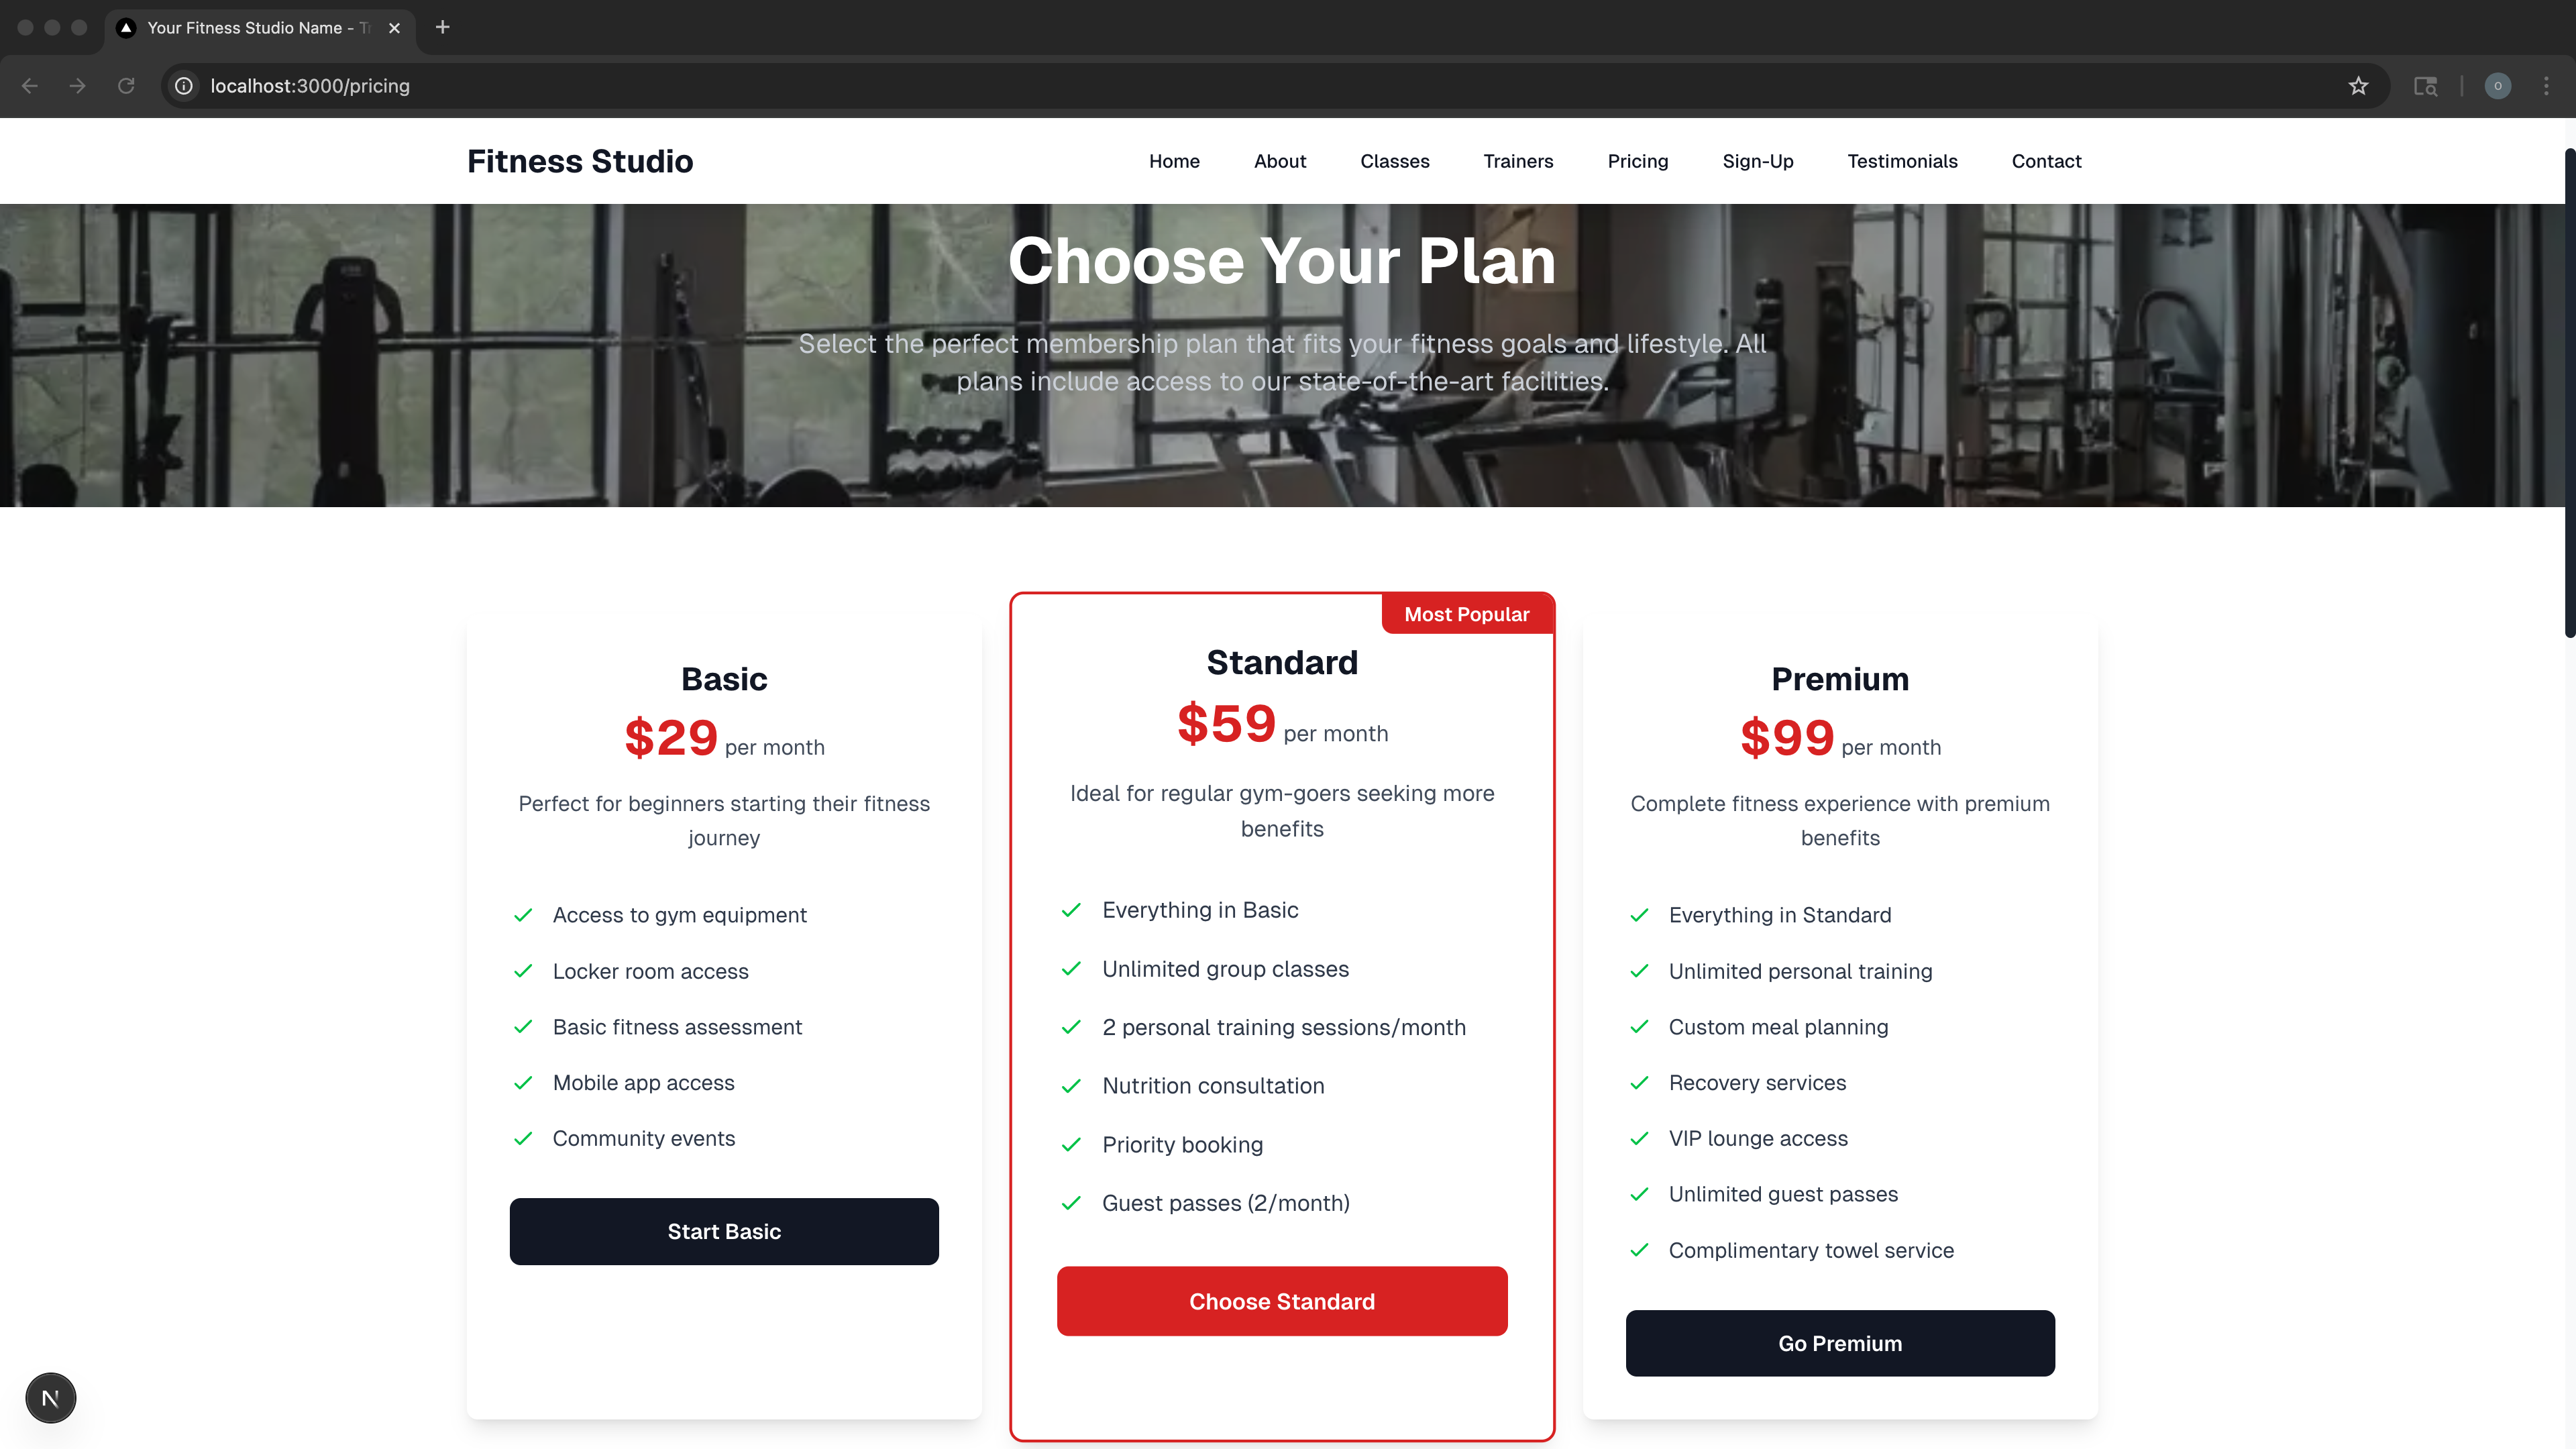 Your Fitness Studio Name -
localhost:3000/pricing
O
Fitness Studio
Home
About
Classes
Trainers
Pricing
Sign-Up
Testimonials
Contact
Choose Your Plan
Select the perfect membership plan that fits your fitness goals and lifestyle. All
plans include access to our state-of-the-art facilities.
Basic
$29 per month
Perfect for beginners starting their fitness
journey
Access to gym equipment
Locker room access
Basic fitness assessment
Mobile app access
Community events
Start Basic
Most Popular
Standard
$59 per month
Ideal for regular gym-goers seeking more
benefits
Everything in Basic
Unlimited group classes
2 personal training sessions/month
Nutrition consultation
Priority booking
Guest passes (2/month)
Choose Standard
Premium
$99 per month
Complete fitness experience with premium
benefits
Everything in Standard
Unlimited personal training
Custom meal planning
Recovery services
VIP lounge access
Unlimited guest passes
Complimentary towel service
Go Premium
N